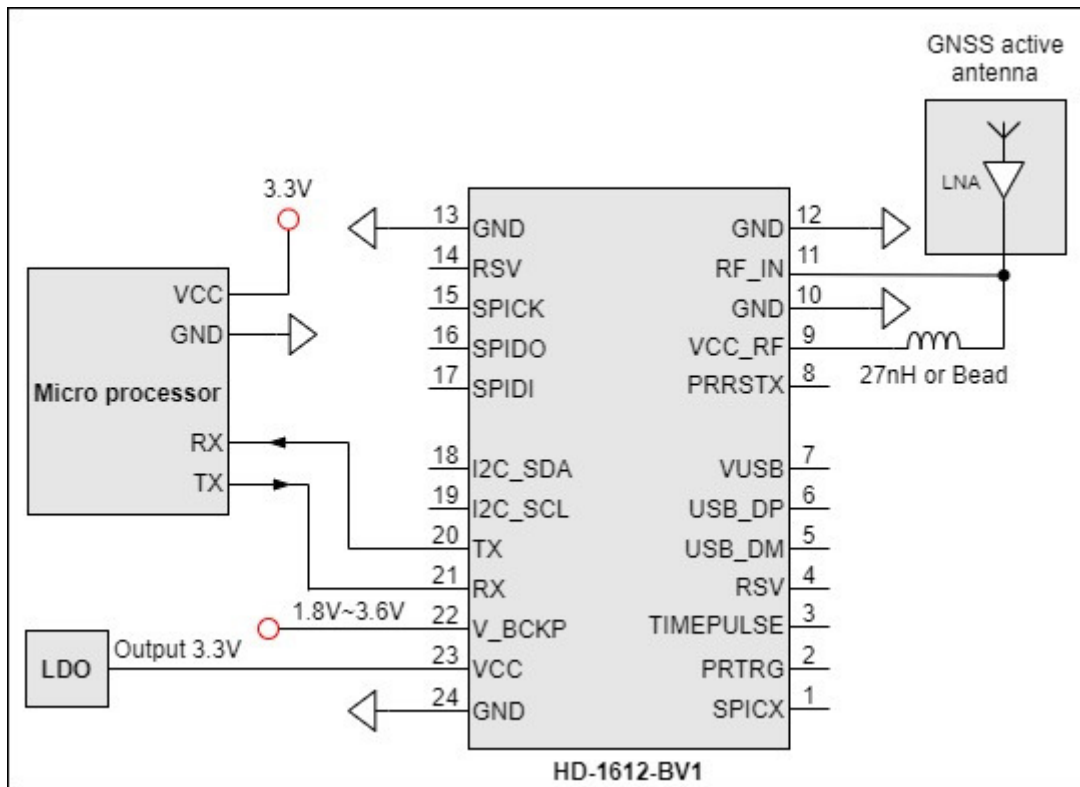 GNSS active
antenna
LNA
3.3V
VCC
GND
Micro processor
RX
TX
13 GND
14 RSV
15 SPICK
16 SPIDO
17 SPIDI
18 I2C_SDA
19 I2C_SCL
20 TX
21 RX
1.8V~3.6V
22 V_BCKP
LDO
Output 3.3V
23 VCC
24 GND
GND 12
RF_IN 11
GND 10
VCC_RF 9
27nH or Bead
PRRSTX 8
VUSB 7
USB_DP 6
USB_DM 5
RSV 4
TIMEPULSE 3
PRTRG 2
SPICX 1
HD-1612-BV1